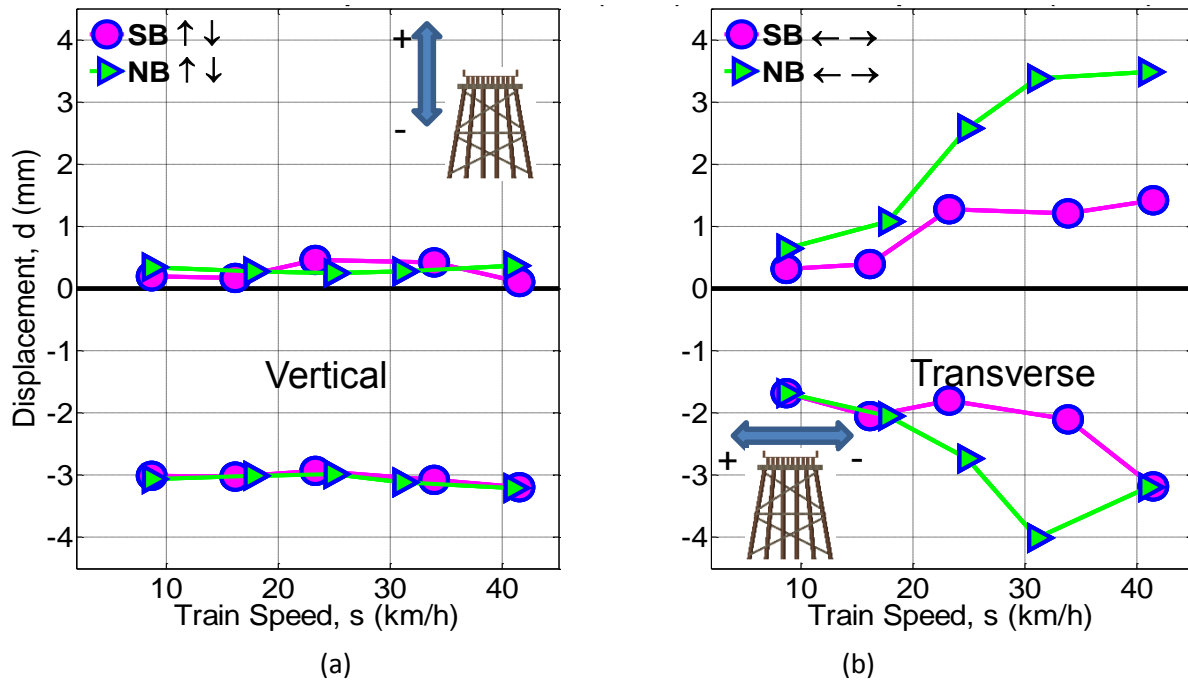 SB ↑ ↓
NB ↑ ↓
+
-
4
3
2
1
0
-1
-2
-3
-4
Displacement, d (mm)
Vertical
10
20
30
40
Train Speed, s (km/h)
(a)
SB ← →
NB ← →
4
3
2
1
0
-1
-2
-3
-4
Transverse
+
-
10
20
30
40
Train Speed, s (km/h)
(b)